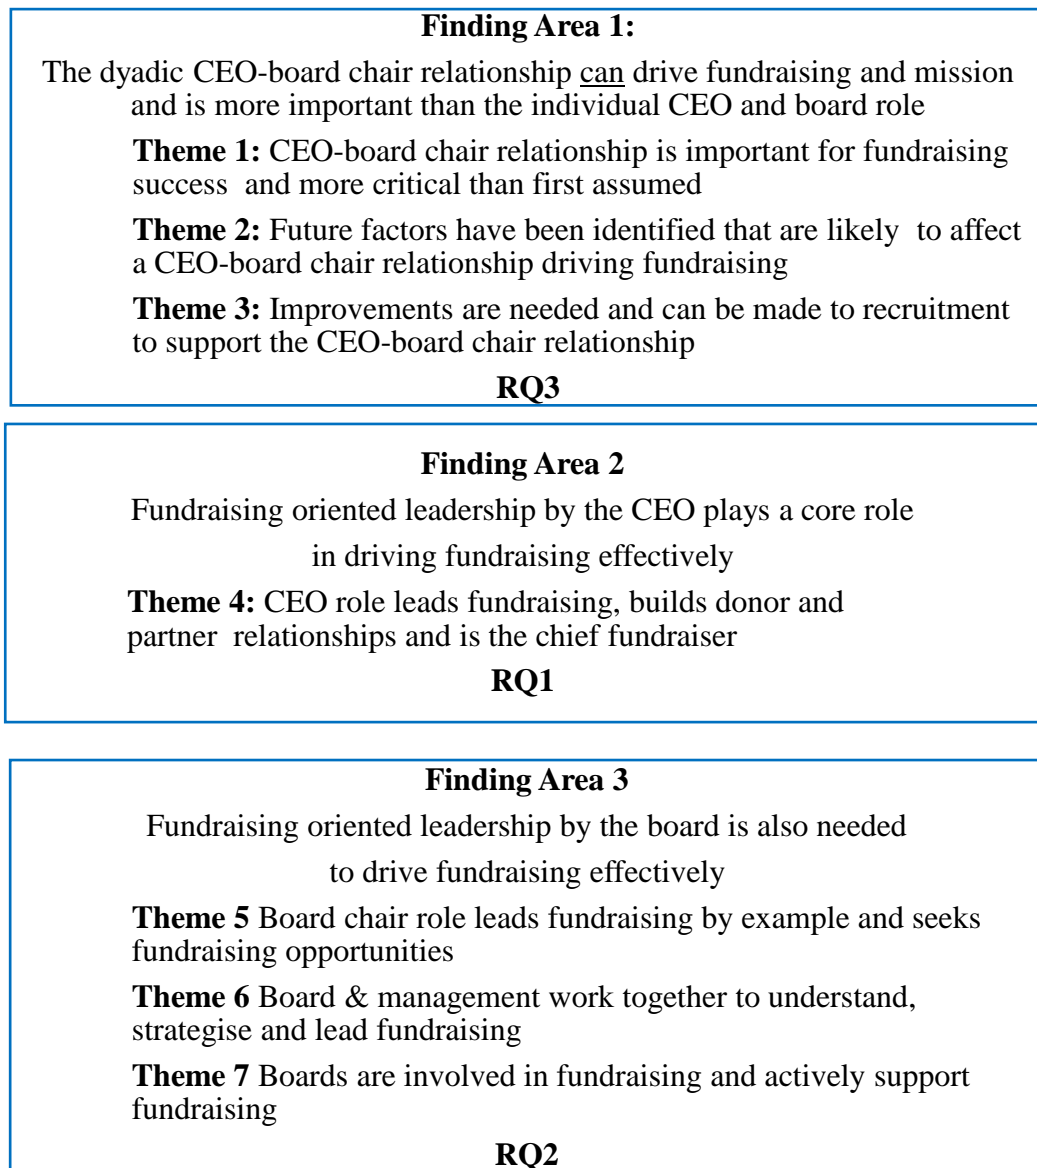 Finding Area 1:
The dyadic CEO-board chair relationship can drive fundraising and mission
and is more important than the individual CEO and board role
Theme 1: CEO-board chair relationship is important for fundraising
success and more critical than first assumed
Theme 2: Future factors have been identified that are likely to affect
a CEO-board chair relationship driving fundraising
Theme 3: Improvements are needed and can be made to recruitment
to support the CEO-board chair relationship
RQ3
Finding Area 2
Fundraising oriented leadership by the CEO plays a core role
in driving fundraising effectively
Theme 4: CEO role leads fundraising, builds donor and
partner relationships and is the chief fundraiser
RQ1
Finding Area 3
Fundraising oriented leadership by the board is also needed
to drive fundraising effectively
Theme 5 Board chair role leads fundraising by example and seeks
fundraising opportunities
Theme 6 Board & management work together to understand,
strategise and lead fundraising
Theme 7 Boards are involved in fundraising and actively support
fundraising
RQ2